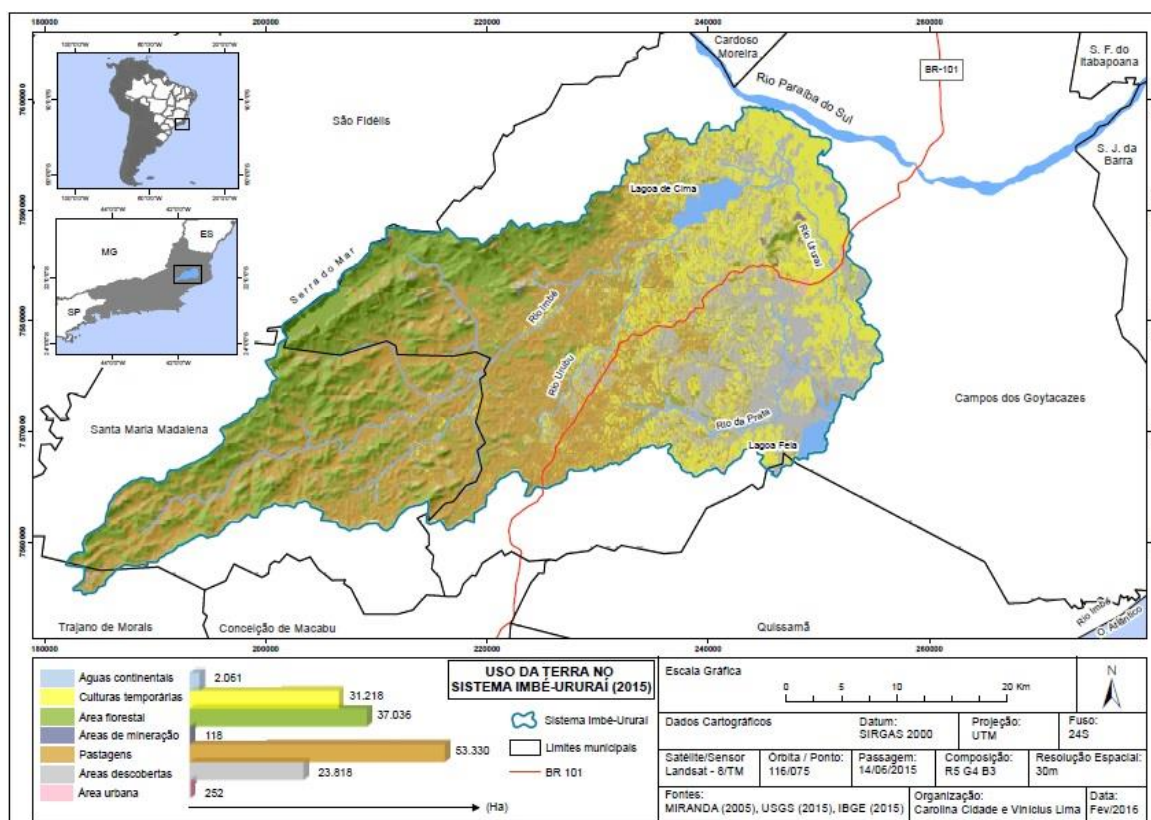 180000
200000
220000
240000
260000
Cardoso
Moreira
S. F. do
Itabapoana
BR-101
Rio Paraíba do Sul
S. J. da
Barra
São Fidélis
Lagoa de Cima
Rio Ururaí
MG
ES
SP
Serra do Mar
Rio Imbé
Rio Urubu
Campos dos Goytacazes
Santa Maria Madalena
Rio da Prata
Lagoa Feia
Rio Imbé
O. Atlântico
Trajano de Morais
Conceição de Macabu
Quissamã
180000
200000
220000
240000
260000
Águas continentais
2.061
Culturas temporárias
31.218
Área florestal
37.036
Áreas de mineração
118
Pastagens
53.330
Áreas descobertas
23.818
Área urbana
252
(Ha)
USO DA TERRA NO
SISTEMA IMBÉ-URURAÍ (2015)
Sistema Imbé-Ururaí
Limites municipais
BR 101
Escala Gráfica
0 5 10 20 Km
N
Dados Cartográficos
Datum:
SIRGAS 2000
Projeção:
UTM
Fuso:
24S
Satélite/Sensor
Landsat - 8/TM
Órbita / Ponto:
116/075
Passagem:
14/06/2015
Composição:
R5 G4 B3
Resolução Espacial:
30m
Fontes:
MIRANDA (2005), USGS (2015), IBGE (2015)
Organização:
Carolina Cidade e Vinicius Lima
Data:
Fev/2016